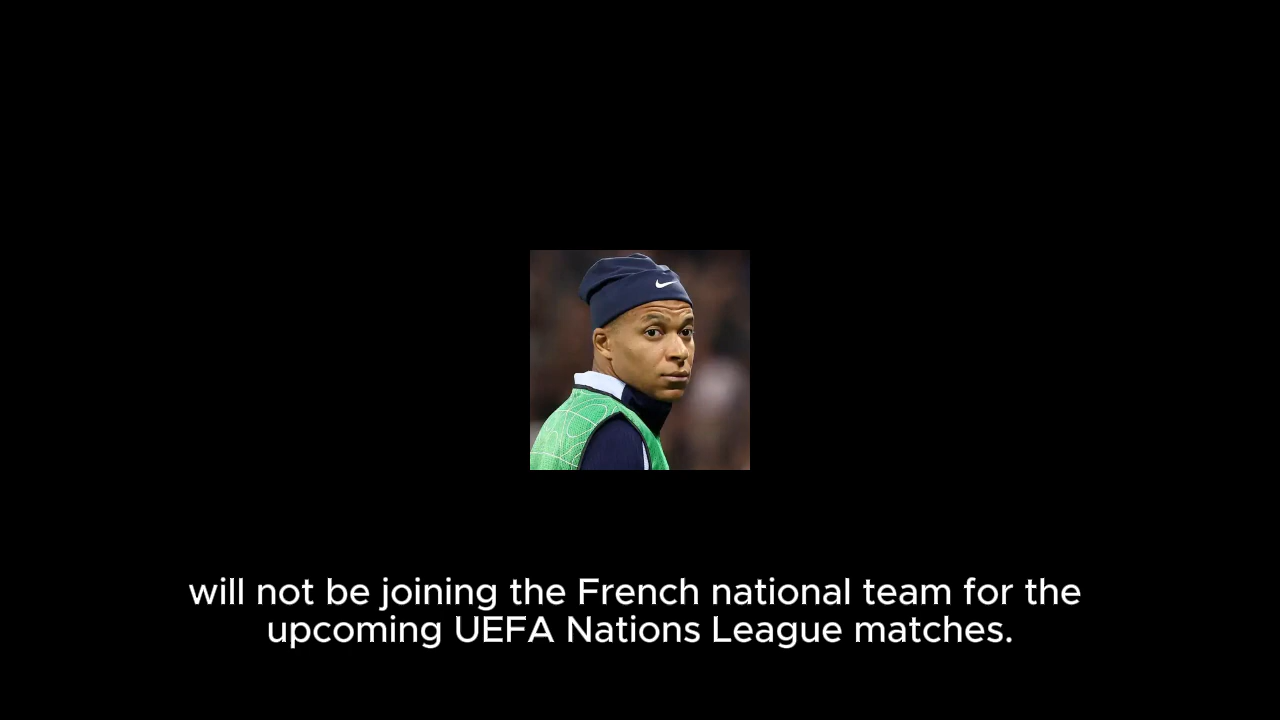 will not be joining the French national team for the
upcoming UEFA Nations League matches.